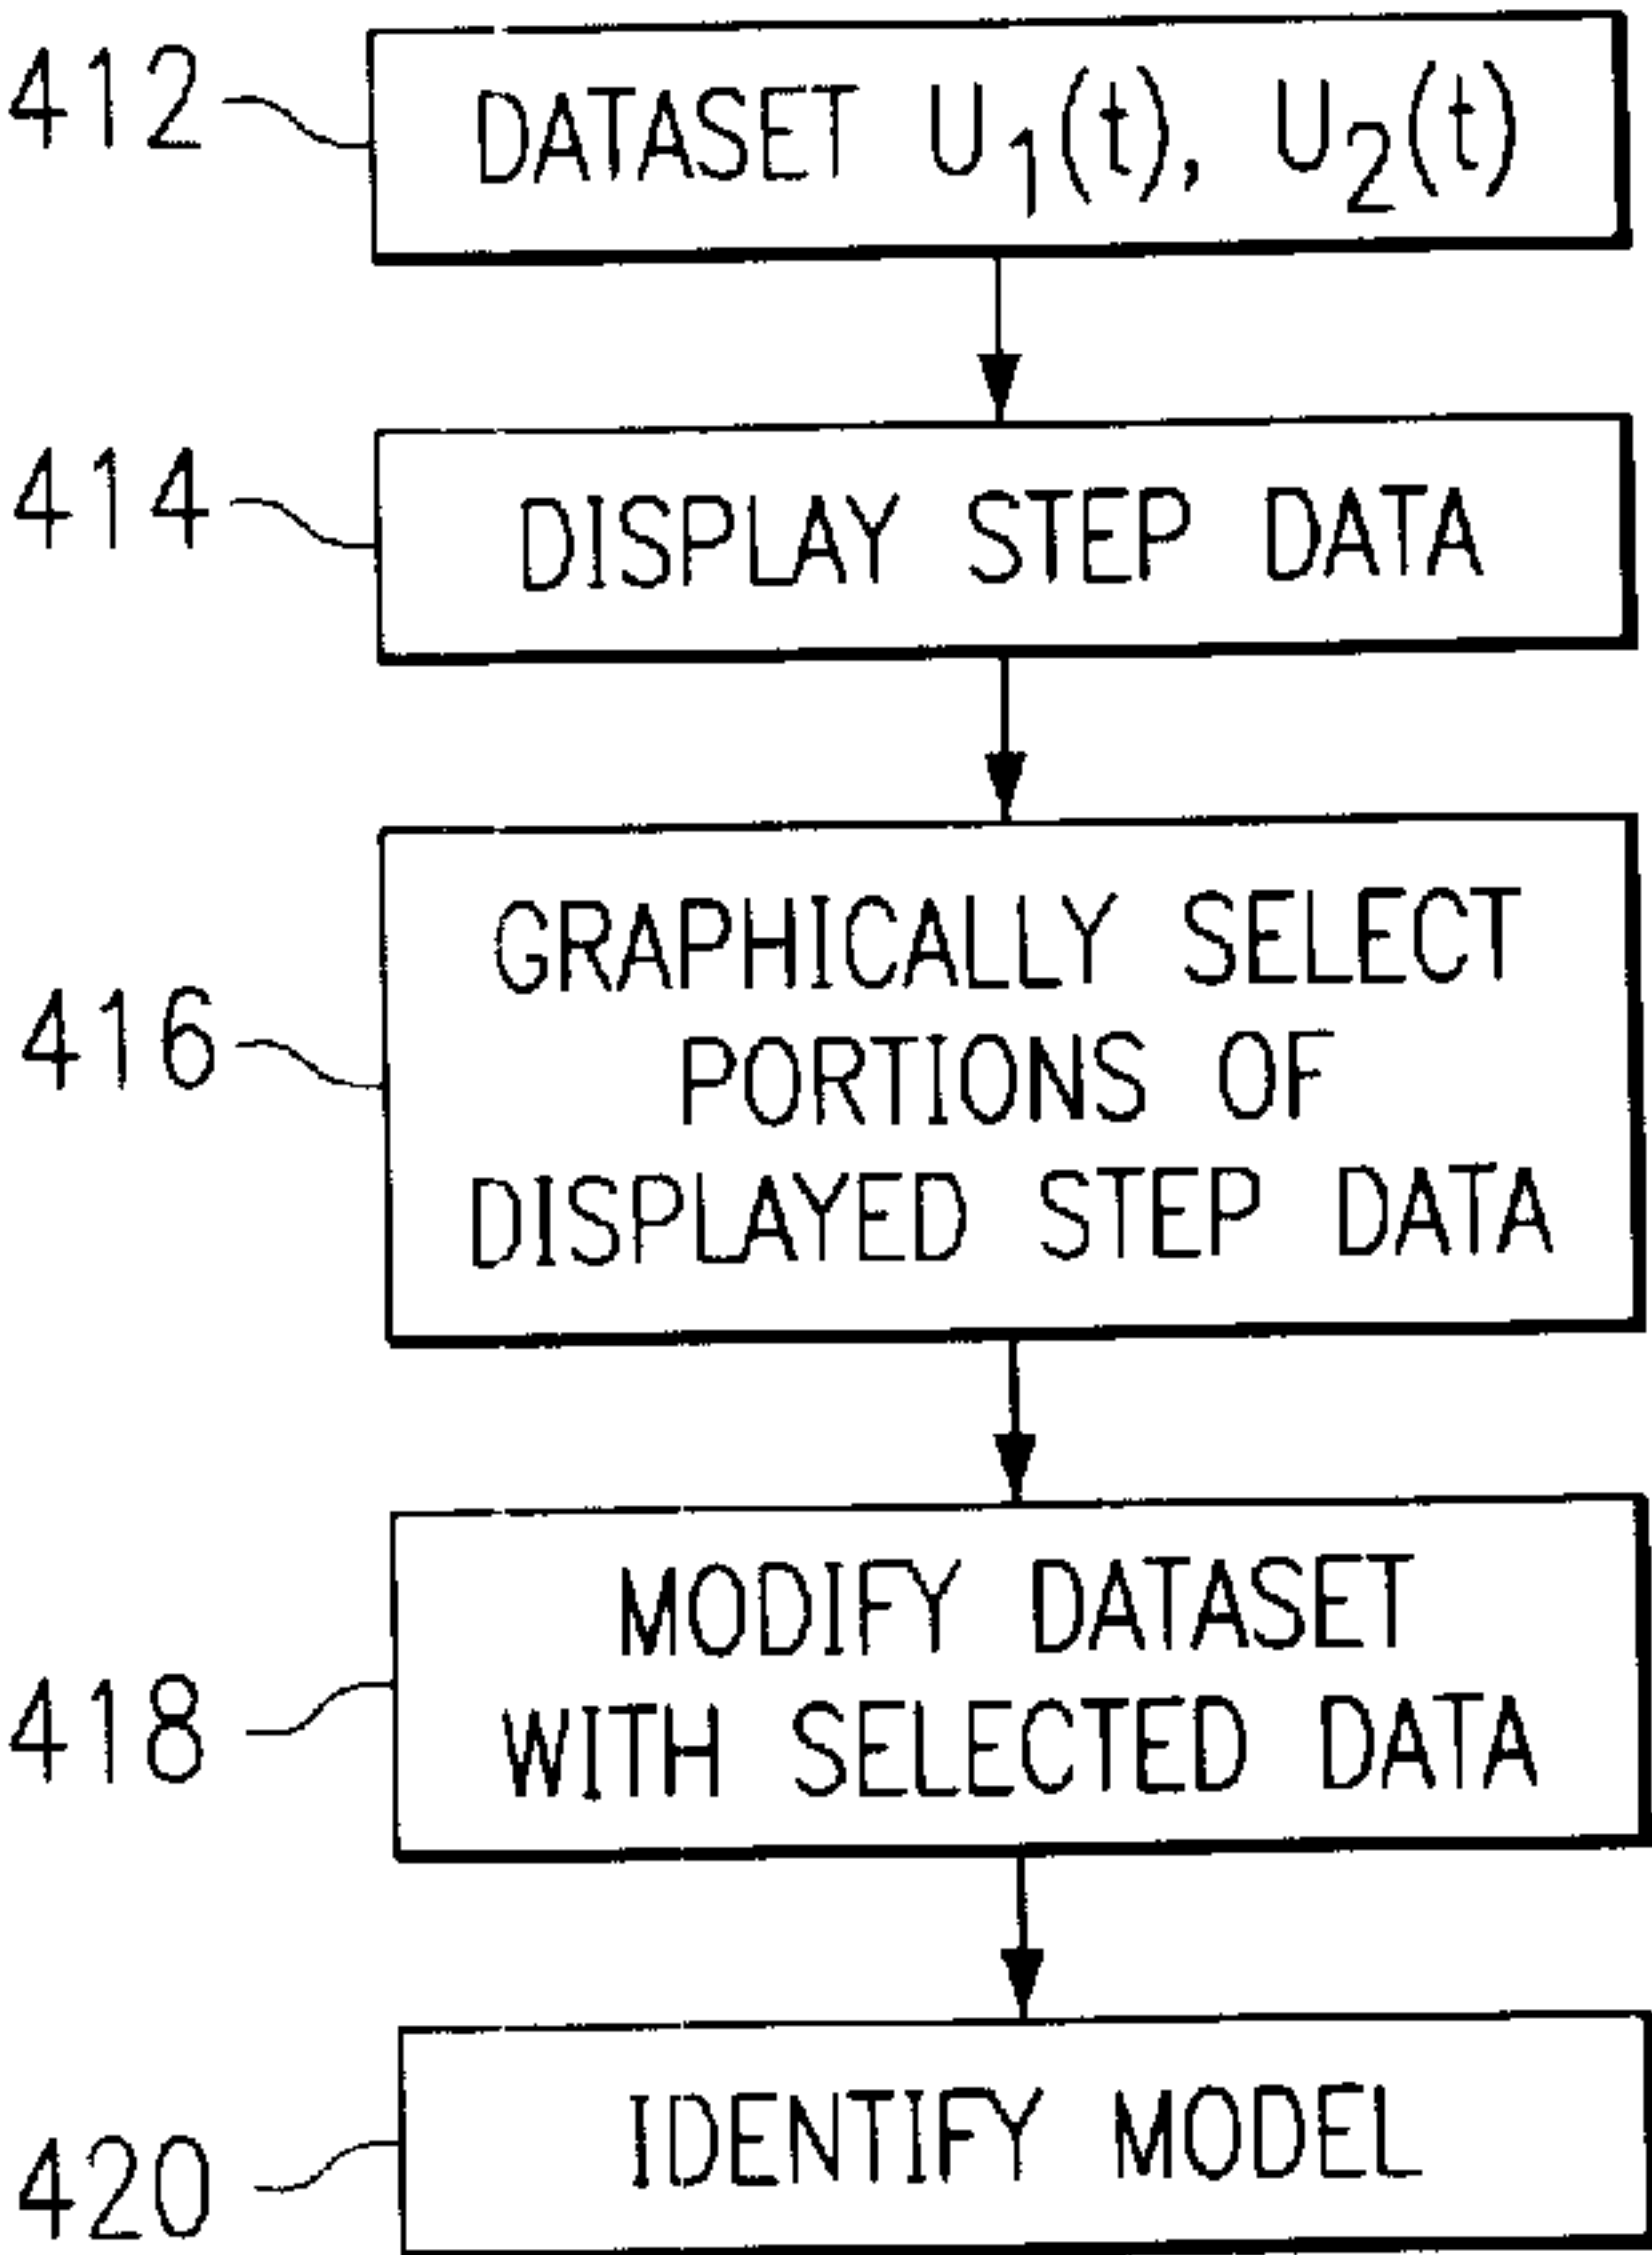 412
DATASET U₁(t), U₂(t)
414
DISPLAY STEP DATA
416
GRAPHICALLY SELECT
PORTIONS OF
DISPLAYED STEP DATA
418
MODIFY DATASET
WITH SELECTED DATA
420
IDENTIFY MODEL